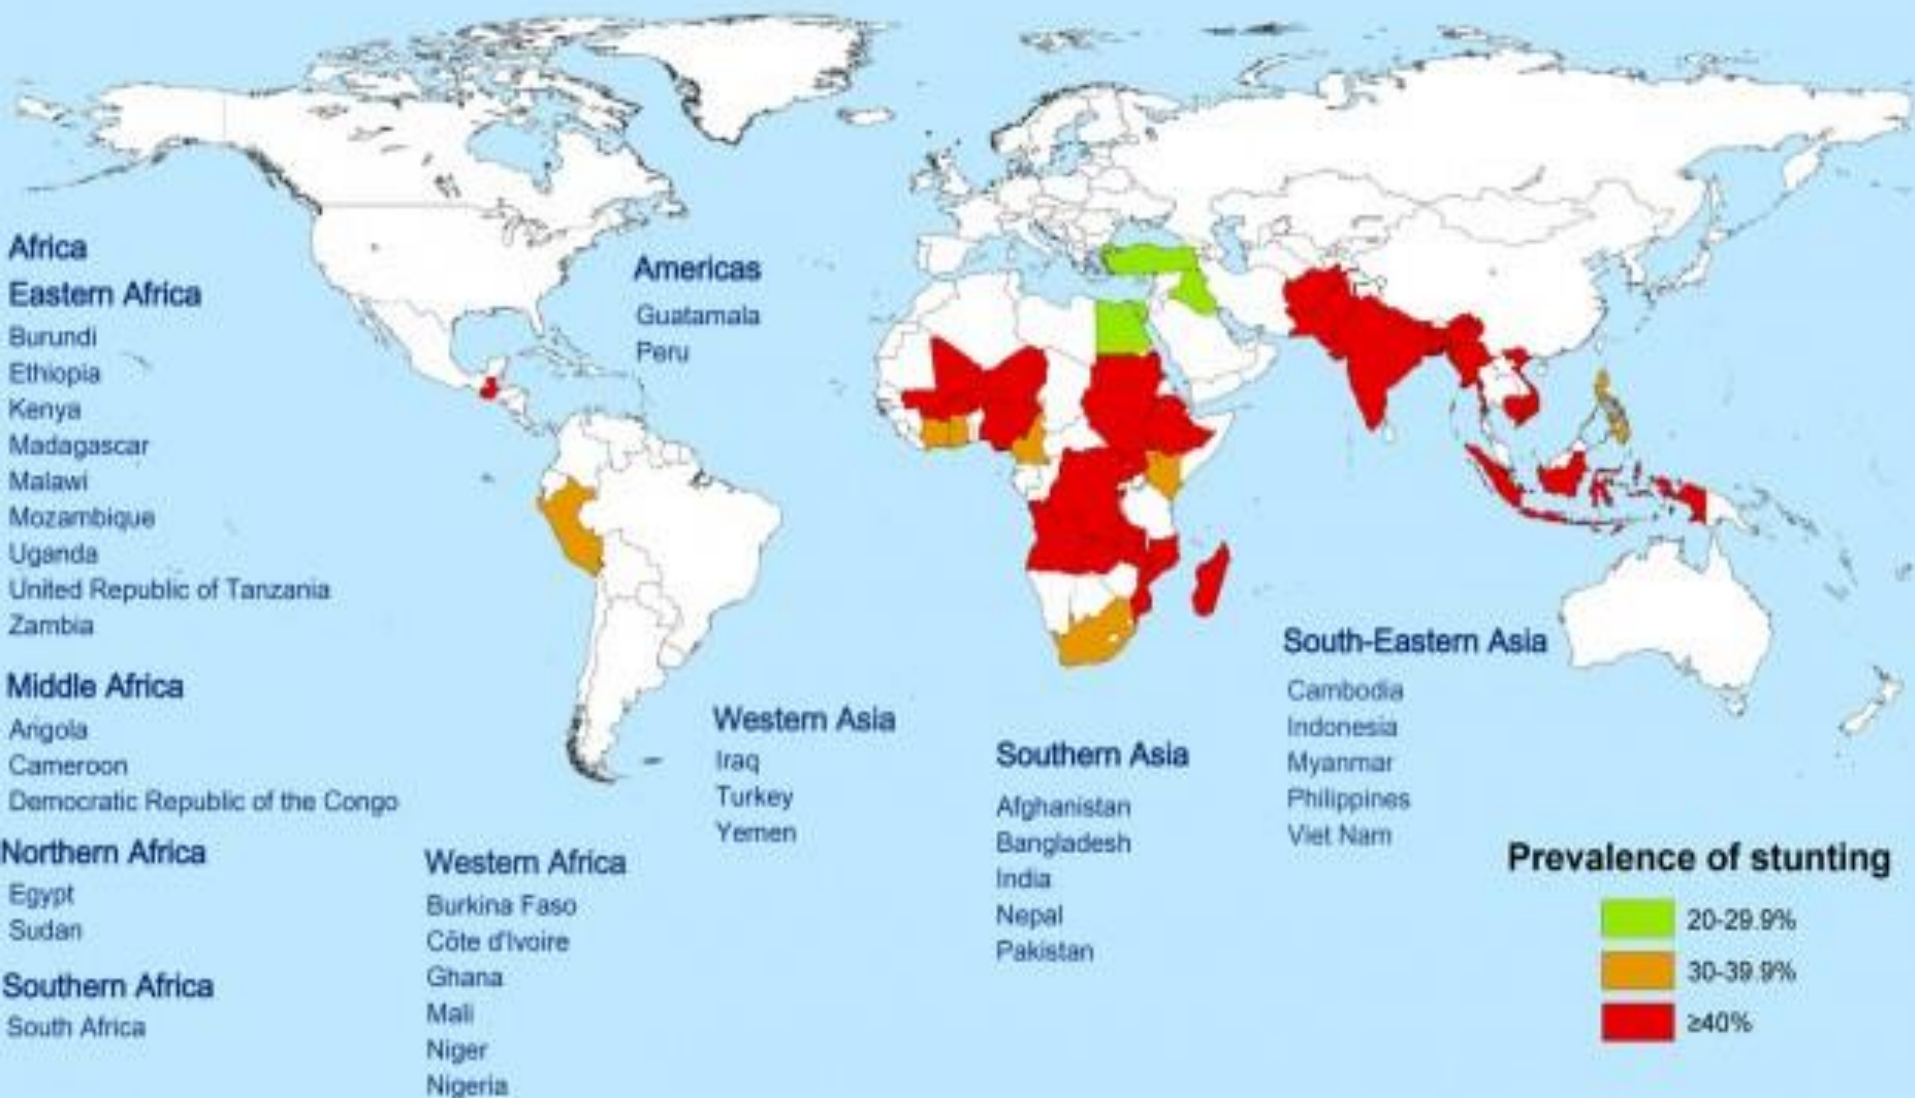 Africa
Eastern Africa
Burundi
Ethiopia
Kenya
Madagascar
Malawi
Mozambique
Uganda
United Republic of Tanzania
Zambia
Middle Africa
Angola
Cameroon
Democratic Republic of the Congo
Northern Africa
Egypt
Sudan
Southern Africa
South Africa
Americas
Guatamala
Peru
Western Africa
Burkina Faso
Côte d'Ivoire
Ghana
Mali
Niger
Nigeria
Western Asia
Iraq
Turkey
Yemen
Southern Asia
Afghanistan
Bangladesh
India
Nepal
Pakistan
South-Eastern Asia
Cambodia
Indonesia
Myanmar
Philippines
Viet Nam
Prevalence of stunting
20-29.9%
30-39.9%
≥40%